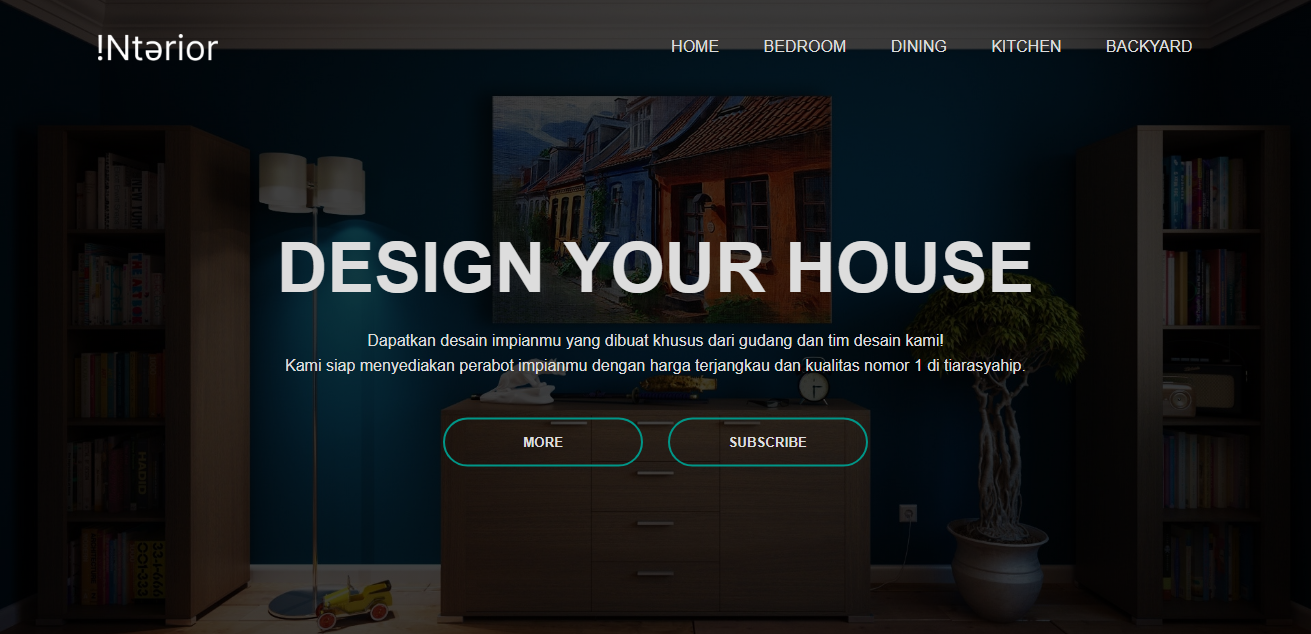 !Ntərior
HOME BEDROOM DINING KITCHEN BACKYARD
DESIGN YOUR HOUSE
Dapatkan desain impianmu yang dibuat khusus dari gudang dan tim desain kami!
Kami siap menyediakan perabot impianmu dengan harga terjangkau dan kualitas nomor 1 di tiarasyahip.
MORE SUBSCRIBE